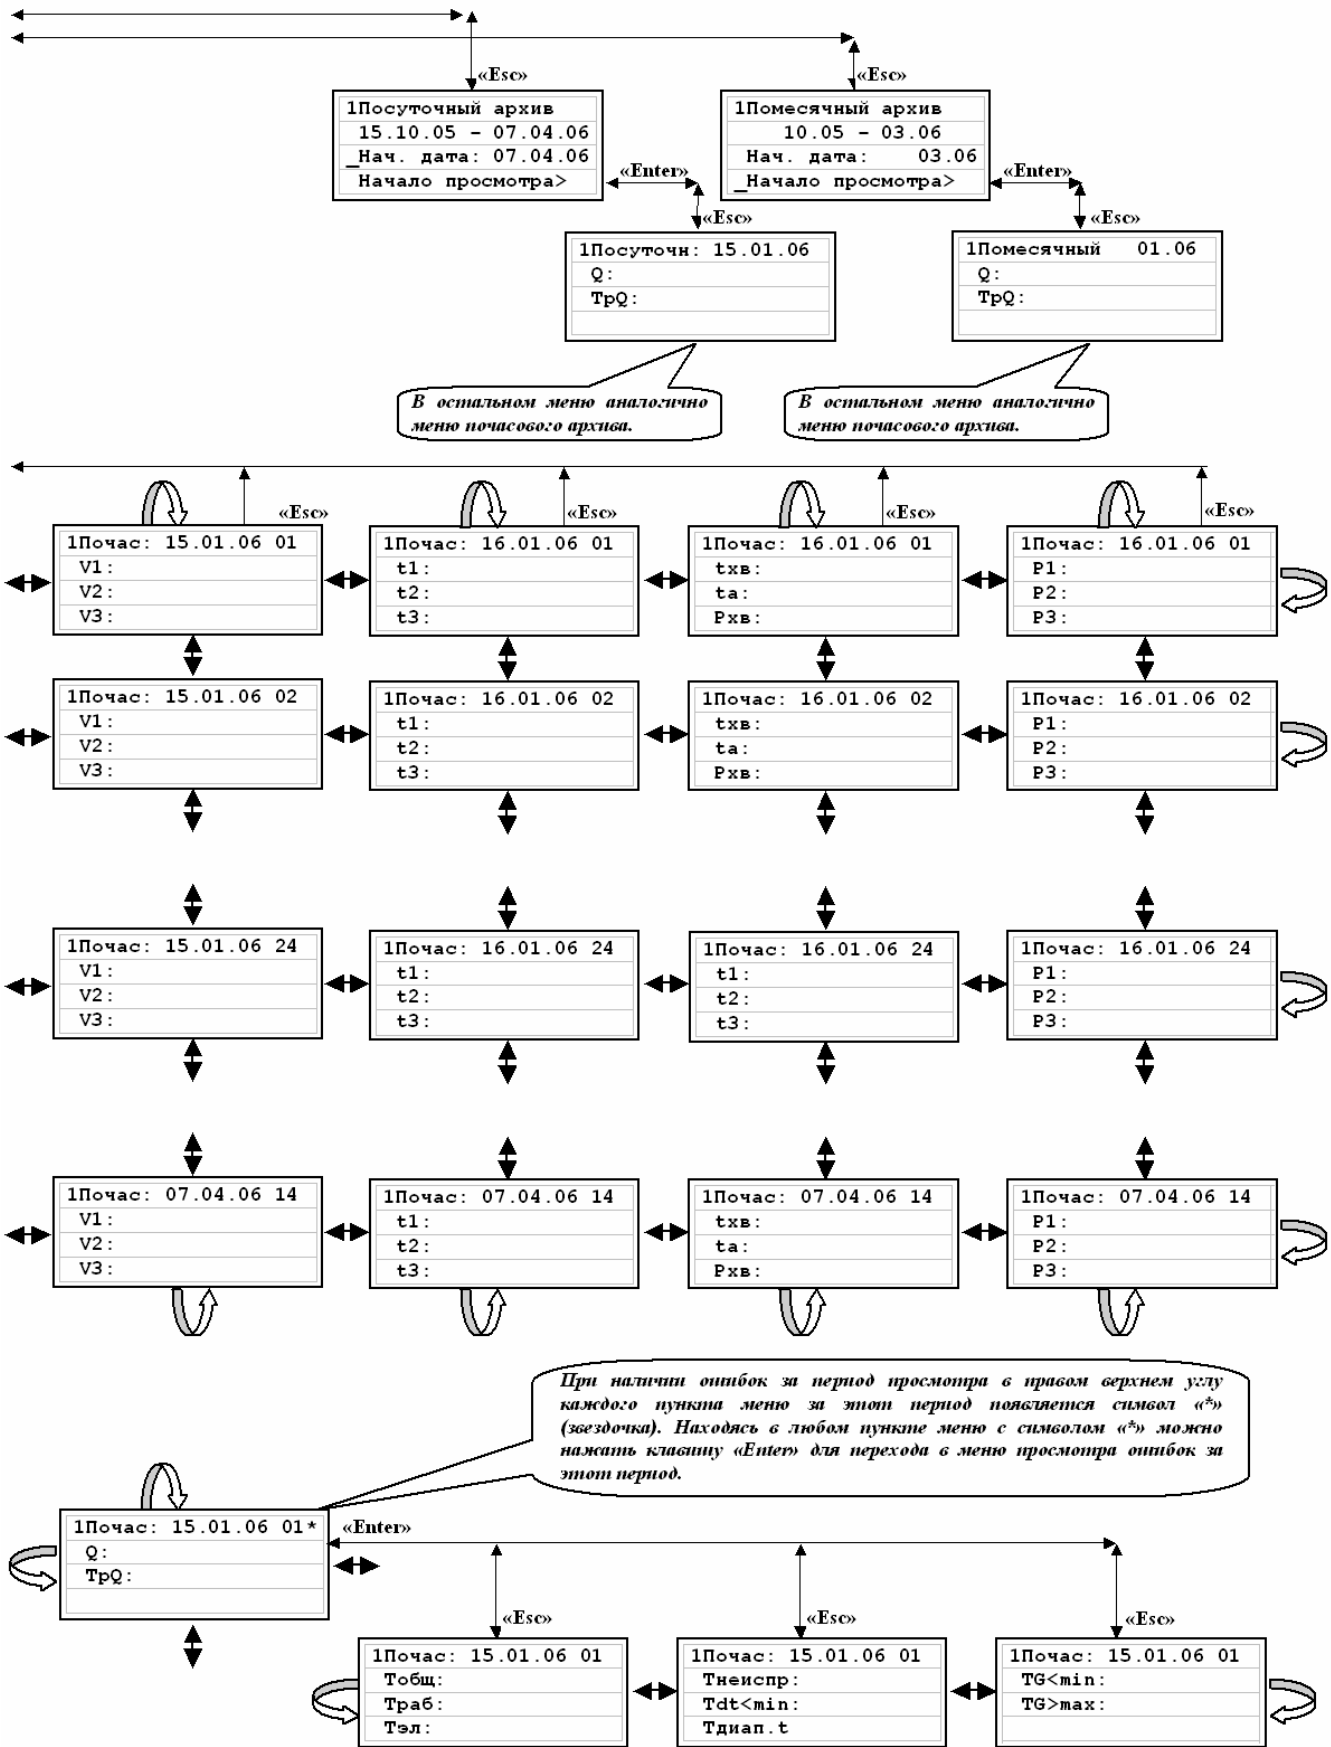 «Esc»
«Esc»
1Посуточный архив
15.10.05 - 07.04.06
_Нач. дата: 07.04.06
Начало просмотра>
1Помесячный архив
10.05 - 03.06
Нач. дата: 03.06
_Начало просмотра>
«Enter»
«Enter»
«Esc»
«Esc»
1Посуточн: 15.01.06
Q:
ТрQ:
1Помесячный 01.06
Q:
ТрQ:
В остальном меню аналогично
меню почасового архива.
В остальном меню аналогично
меню почасового архива.
«Esc»
«Esc»
«Esc»
«Esc»
1Почас: 15.01.06 01
V1:
V2:
V3:
1Почас: 16.01.06 01
t1:
t2:
t3:
1Почас: 16.01.06 01
tхв:
tа:
Рхв:
1Почас: 16.01.06 01
P1:
P2:
P3:
1Почас: 15.01.06 02
V1:
V2:
V3:
1Почас: 16.01.06 02
t1:
t2:
t3:
1Почас: 16.01.06 02
tхв:
tа:
Рхв:
1Почас: 16.01.06 02
P1:
P2:
P3:
1Почас: 15.01.06 24
V1:
V2:
V3:
1Почас: 16.01.06 24
t1:
t2:
t3:
1Почас: 16.01.06 24
t1:
t2:
t3:
1Почас: 16.01.06 24
P1:
P2:
P3:
1Почас: 07.04.06 14
V1:
V2:
V3:
1Почас: 07.04.06 14
t1:
t2:
t3:
1Почас: 07.04.06 14
tхв:
tа:
Рхв:
1Почас: 07.04.06 14
P1:
P2:
P3:
При наличии ошибок за период просмотра в правом верхнем углу
каждого пункта меню за этот период появляется символ «*»
(звездочка). Находясь в любом пункте меню с символом «*» можно
нажать клавишу «Enter» для перехода в меню просмотра ошибок за
этот период.
1Почас: 15.01.06 01*
Q:
ТрQ:
«Enter»
«Esc»
«Esc»
«Esc»
1Почас: 15.01.06 01
Тобщ:
Траб:
Тэл:
1Почас: 15.01.06 01
Тнеиспр:
Тdt<min:
Тдиап.t
1Почас: 15.01.06 01
TG<min:
TG>max: